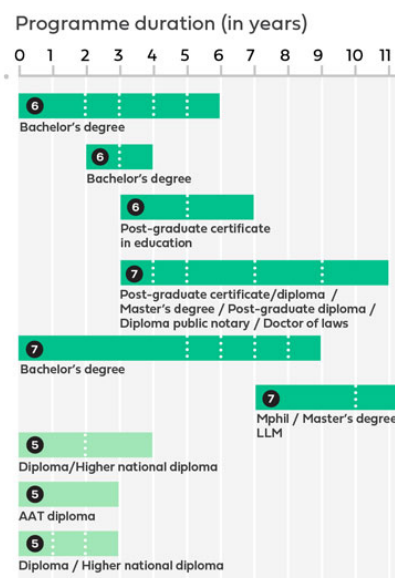 Programme duration (in years)
0 1 2 3 4 5 6 7 8 9 10 11
6
Bachelor's degree
6
Bachelor's degree
6
Post-graduate certificate
in education
7
Post-graduate certificate/diploma /
Master's degree / Post-graduate diploma /
Diploma public notary / Doctor of laws
7
Bachelor's degree
7
Mphil / Master's degree
LLM
5
Diploma/Higher national diploma
5
AAT diploma
5
Diploma / Higher national diploma